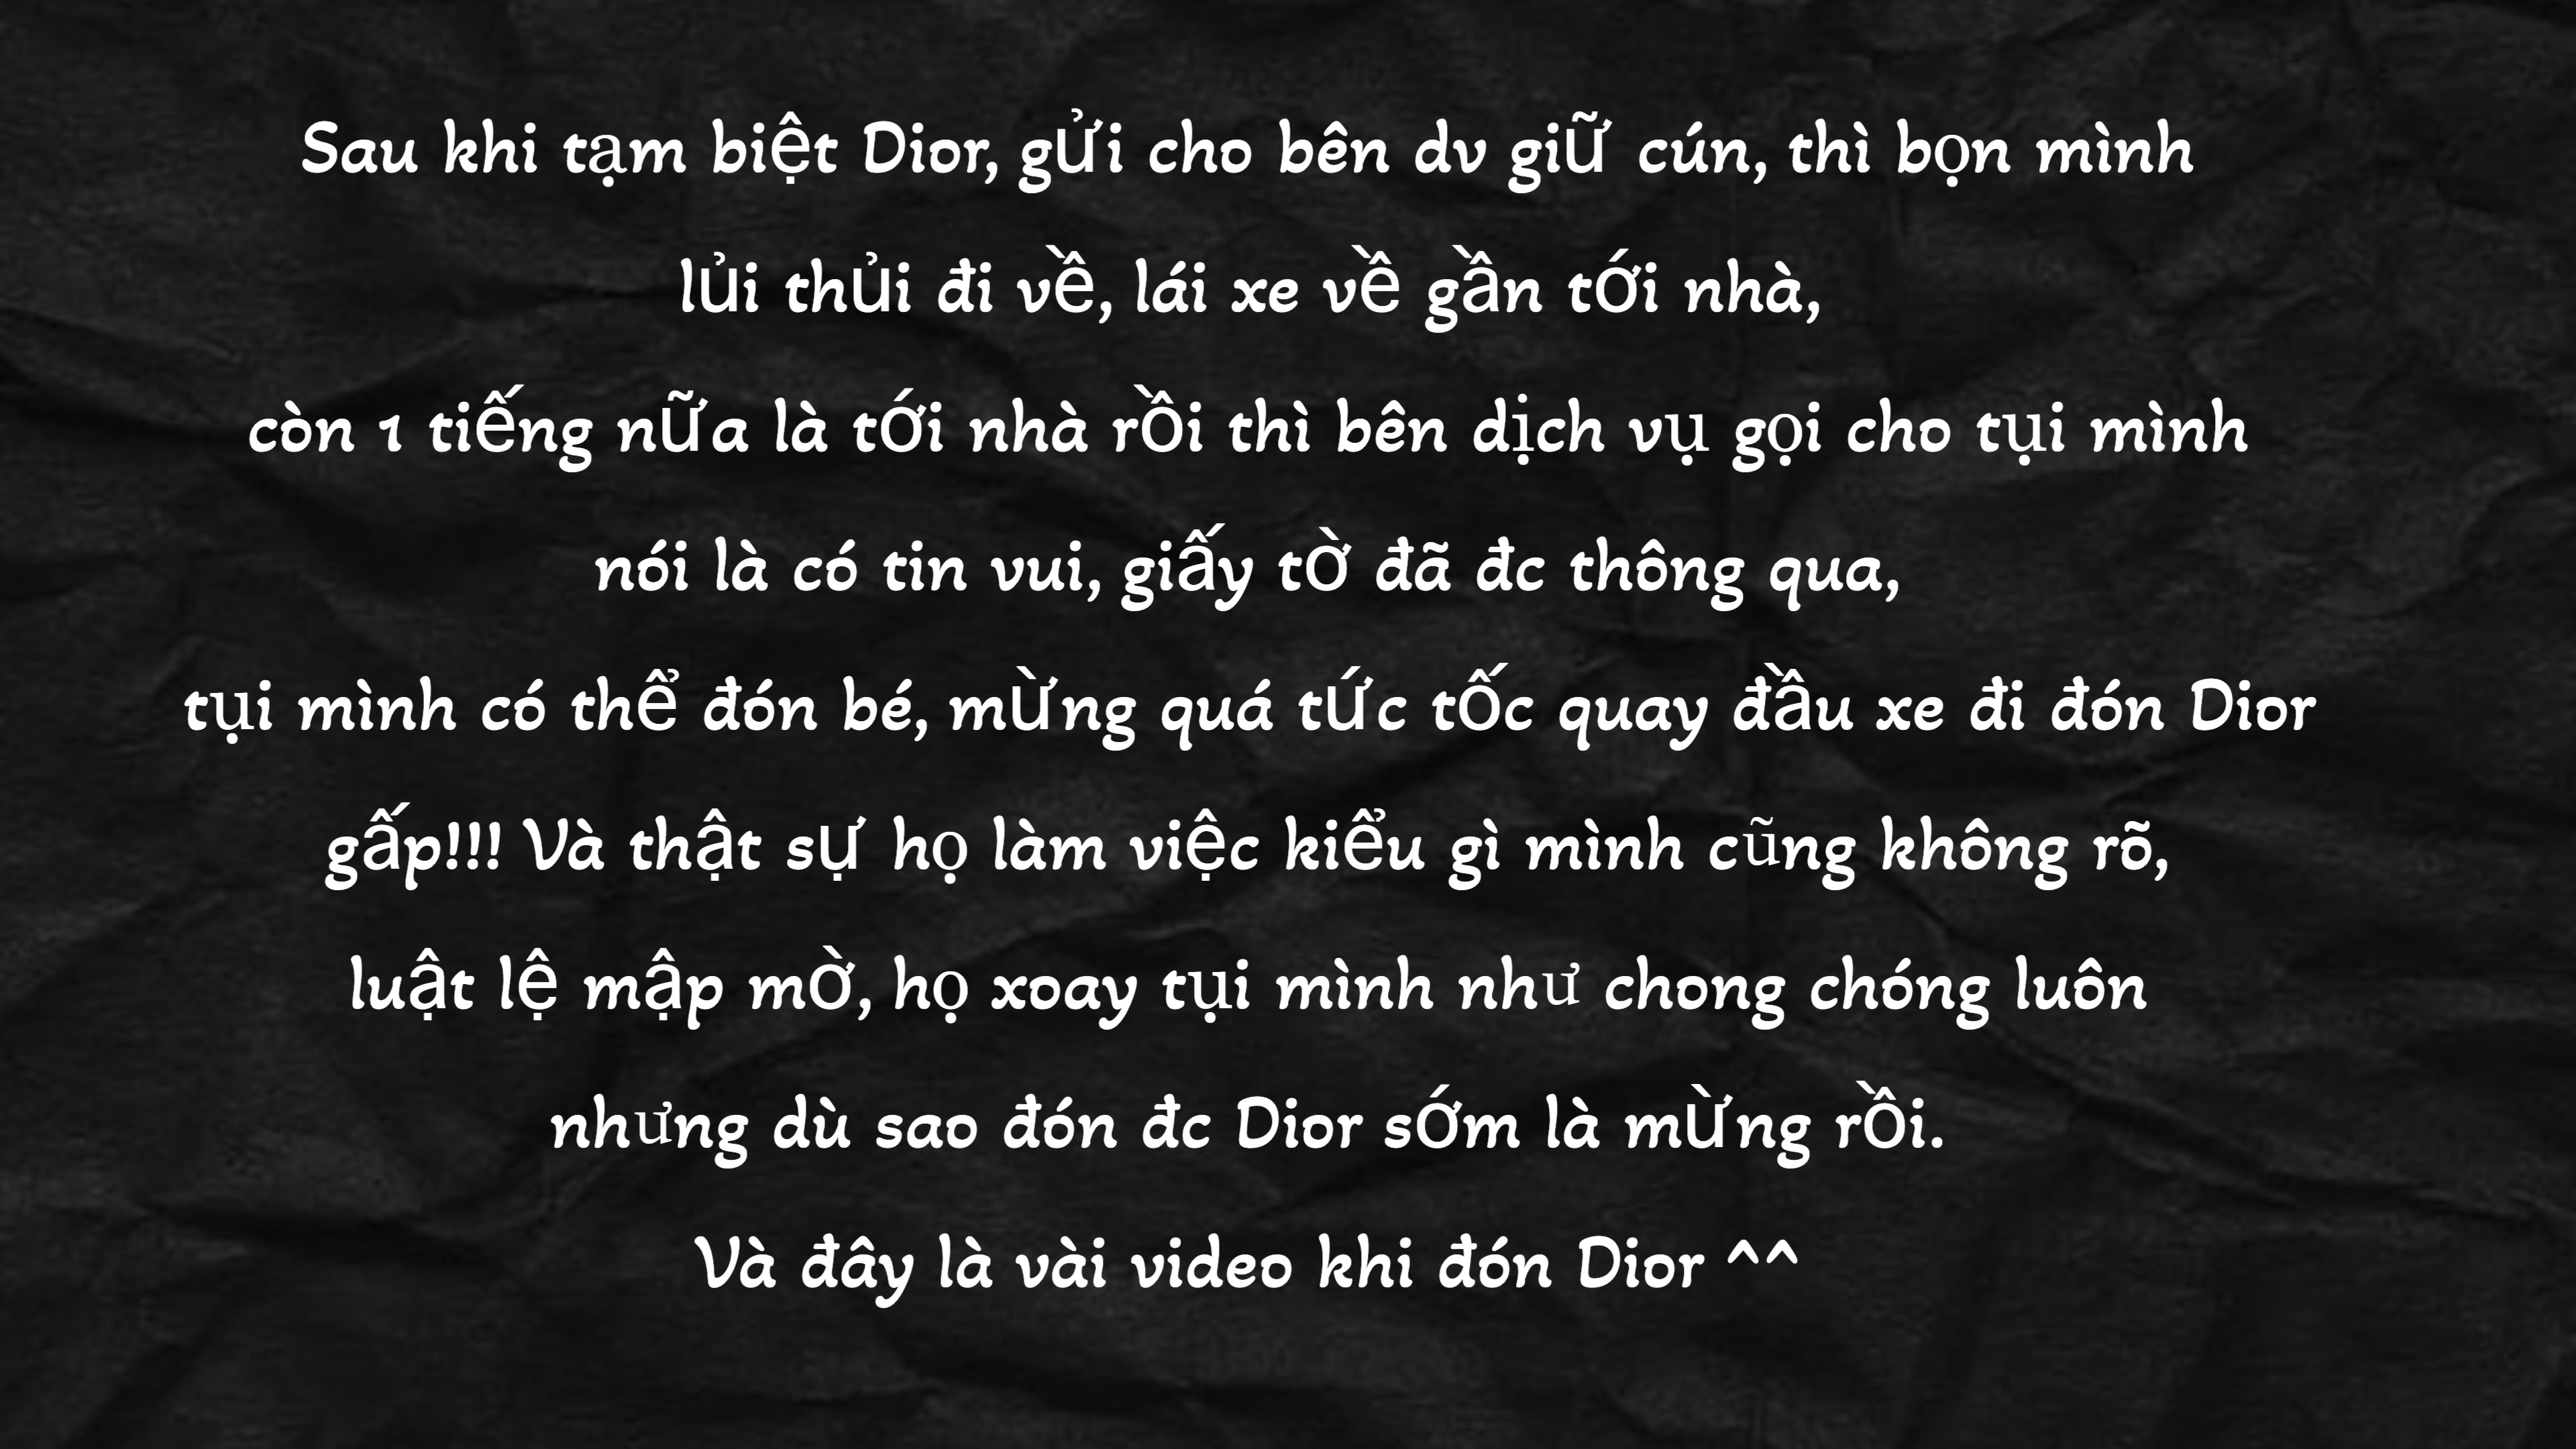 Sau khi tạm biệt Dior, gửi cho bên dv giữ cún, thì bọn mình
lủi thủi đi về, lái xe về gần tới nhà,
còn 1 tiếng nữa là tới nhà rồi thì bên dịch vụ gọi cho tụi mình
nói là có tin vui, giấy tờ đã đc thông qua,
tụi mình có thể đón bé, mừng quá tức tốc quay đầu xe đi đón Dior
gấp!!! Và thật sự họ làm việc kiểu gì mình cũng không rõ,
luật lệ mập mờ, họ xoay tụi mình như chong chóng luôn
nhưng dù sao đón đc Dior sớm là mừng rồi.
Và đây là vài video khi đón Dior ^^